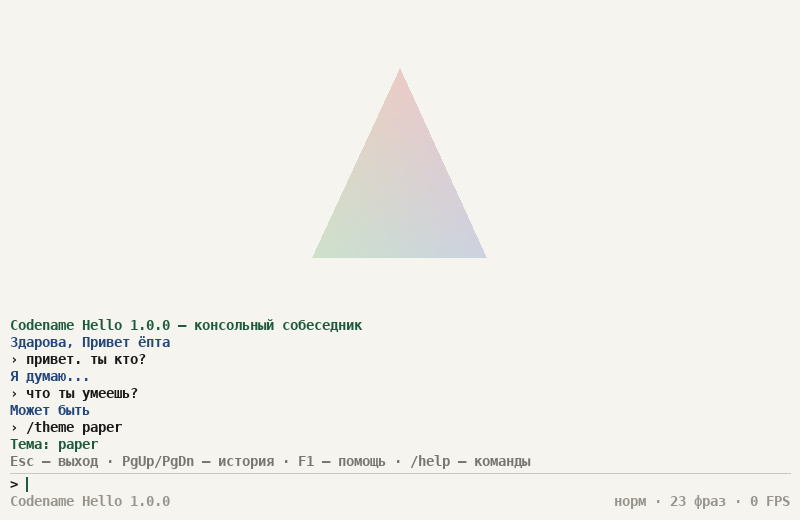 Codename Hello 1.0.0 — консольный собеседник
Здарова, Привет ёпта
› привет. ты кто?
Я думаю...
› что ты умеешь?
Может быть
› /theme paper
Тема: paper
Esc — выход · PgUp/PgDn — история · F1 — помощь · /help — команды
>
Codename Hello 1.0.0 норм · 23 фраз · 0 FPS